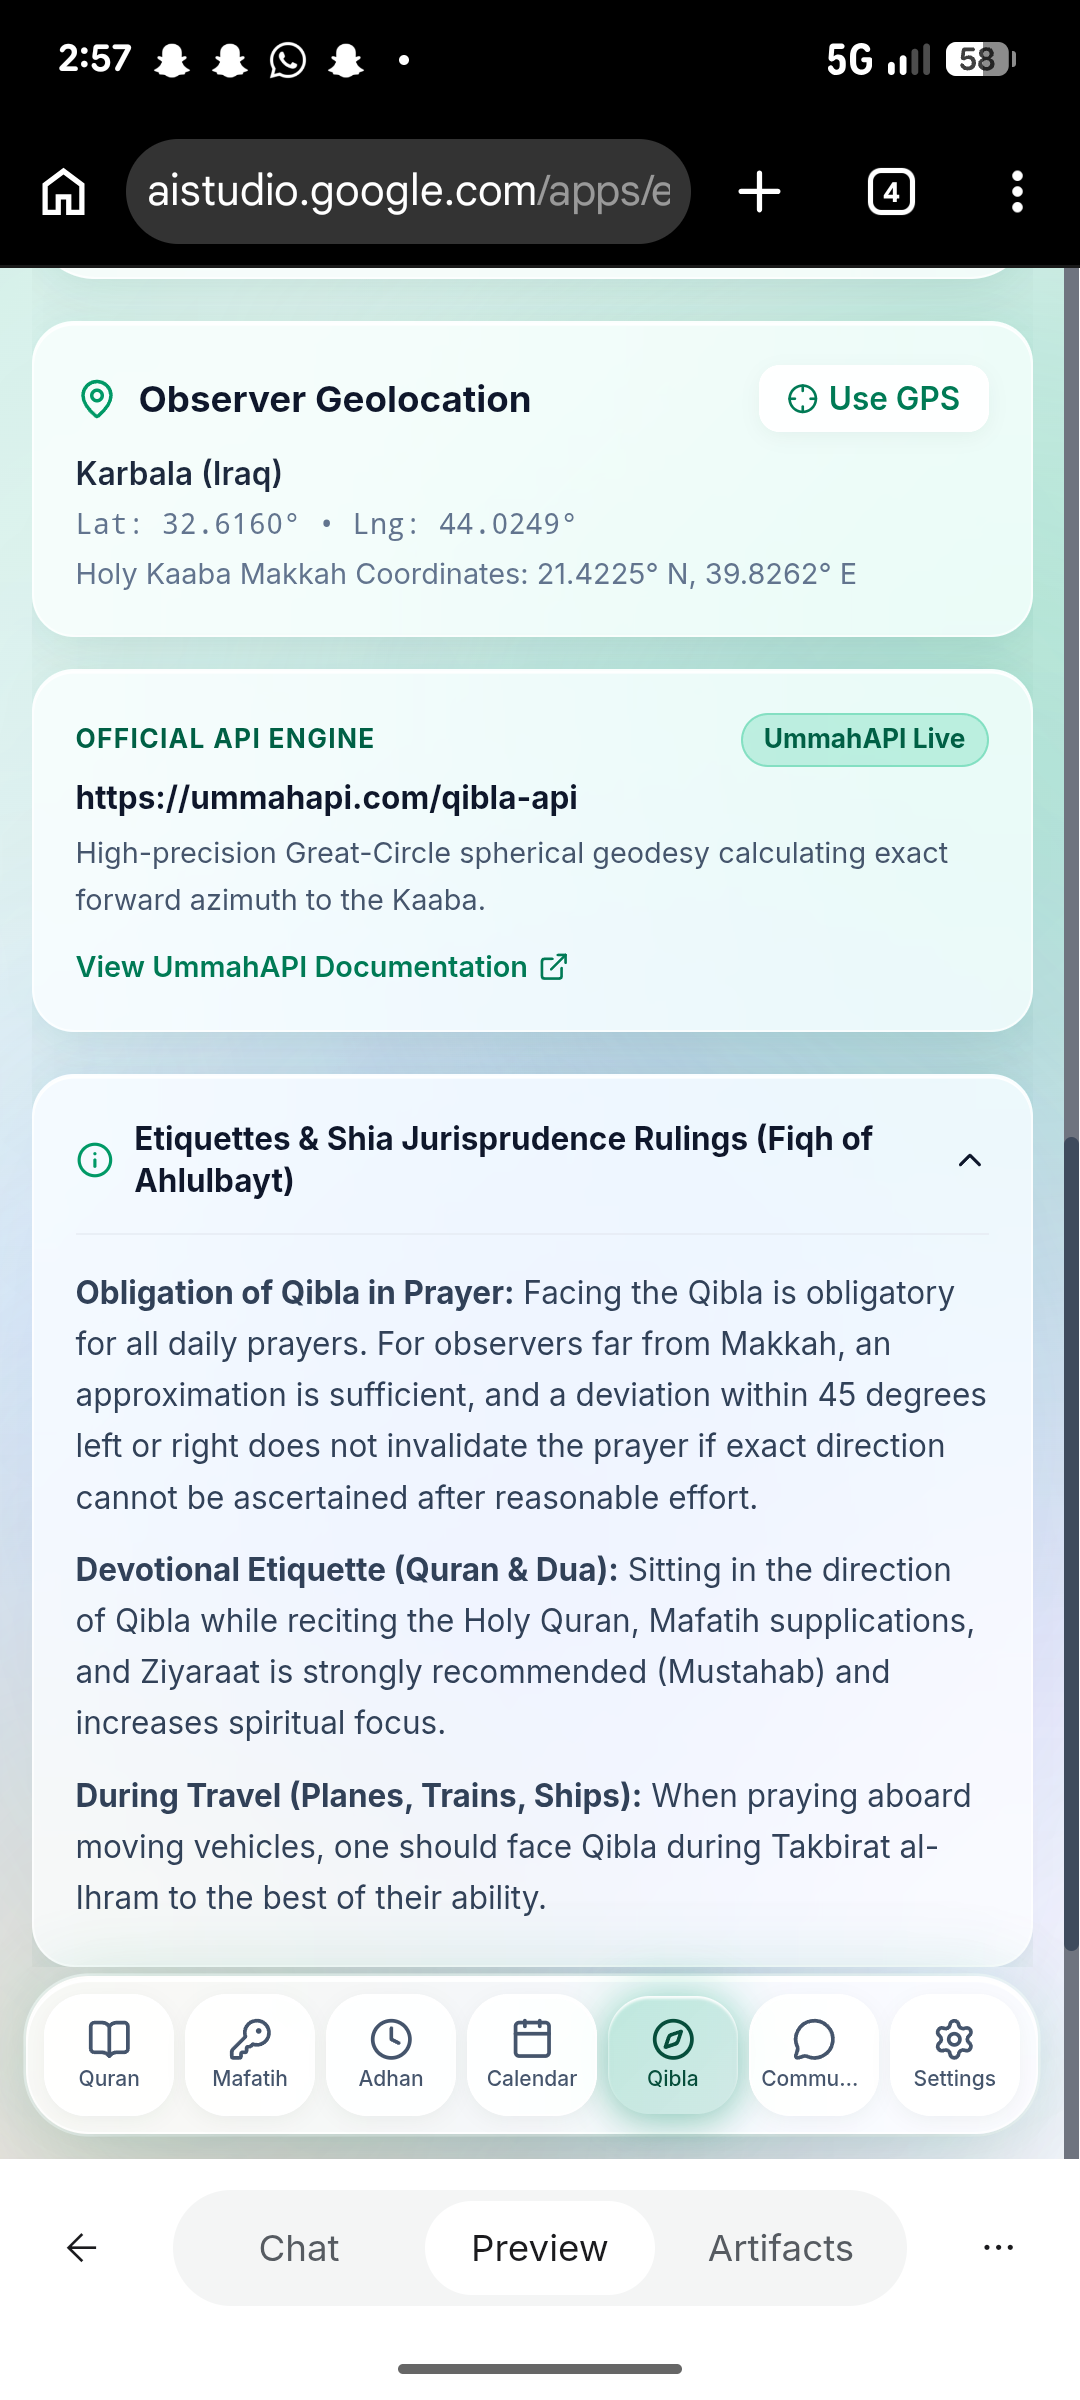 2:57
5G
58
aistudio.google.com/apps/e
4
Observer Geolocation
Use GPS
Karbala (Iraq)
Lat: 32.6160° • Lng: 44.0249°
Holy Kaaba Makkah Coordinates: 21.4225° N, 39.8262° E
OFFICIAL API ENGINE
UmmahAPI Live
https://ummahapi.com/qibla-api
High-precision Great-Circle spherical geodesy calculating exact
forward azimuth to the Kaaba.
View UmmahAPI Documentation
Etiquettes & Shia Jurisprudence Rulings (Fiqh of
Ahlulbayt)
Obligation of Qibla in Prayer: Facing the Qibla is obligatory
for all daily prayers. For observers far from Makkah, an
approximation is sufficient, and a deviation within 45 degrees
left or right does not invalidate the prayer if exact direction
cannot be ascertained after reasonable effort.
Devotional Etiquette (Quran & Dua): Sitting in the direction
of Qibla while reciting the Holy Quran, Mafatih supplications,
and Ziyaraat is strongly recommended (Mustahab) and
increases spiritual focus.
During Travel (Planes, Trains, Ships): When praying aboard
moving vehicles, one should face Qibla during Takbirat al-
Ihram to the best of their ability.
Quran
Mafatih
Adhan
Calendar
Qibla
Commu...
Settings
Chat
Preview
Artifacts